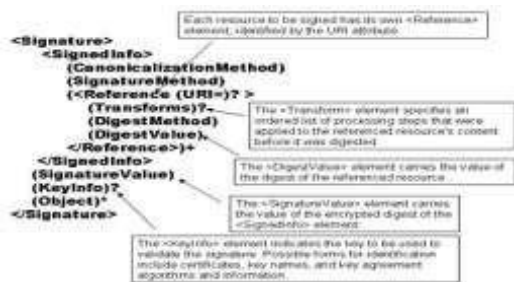 Each resource to be signed has its own <Reference>
element, identified by the URI attribute.
<Signature>
<SignedInfo>
(CanonicalizationMethod)
(SignatureMethod)
(<Reference (URI=)? >
(Transforms)?
(DigestMethod)
(DigestValue)
</Reference>)+
</SignedInfo>
(SignatureValue)
(KeyInfo)?
(Object)*
</Signature>
The <Transform> element specifies an
ordered list of processing steps that were
applied to the referenced resource's content
before it was digested.
The <DigestValue> element carries the value of
the digest of the referenced resource.
The <SignatureValue> element carries
the value of the encrypted digest of the
<SignedInfo> element.
The <KeyInfo> element indicates the key to be used to
validate the signature. Possible forms for identification
include certificates, key names, and key agreement
algorithms and information.